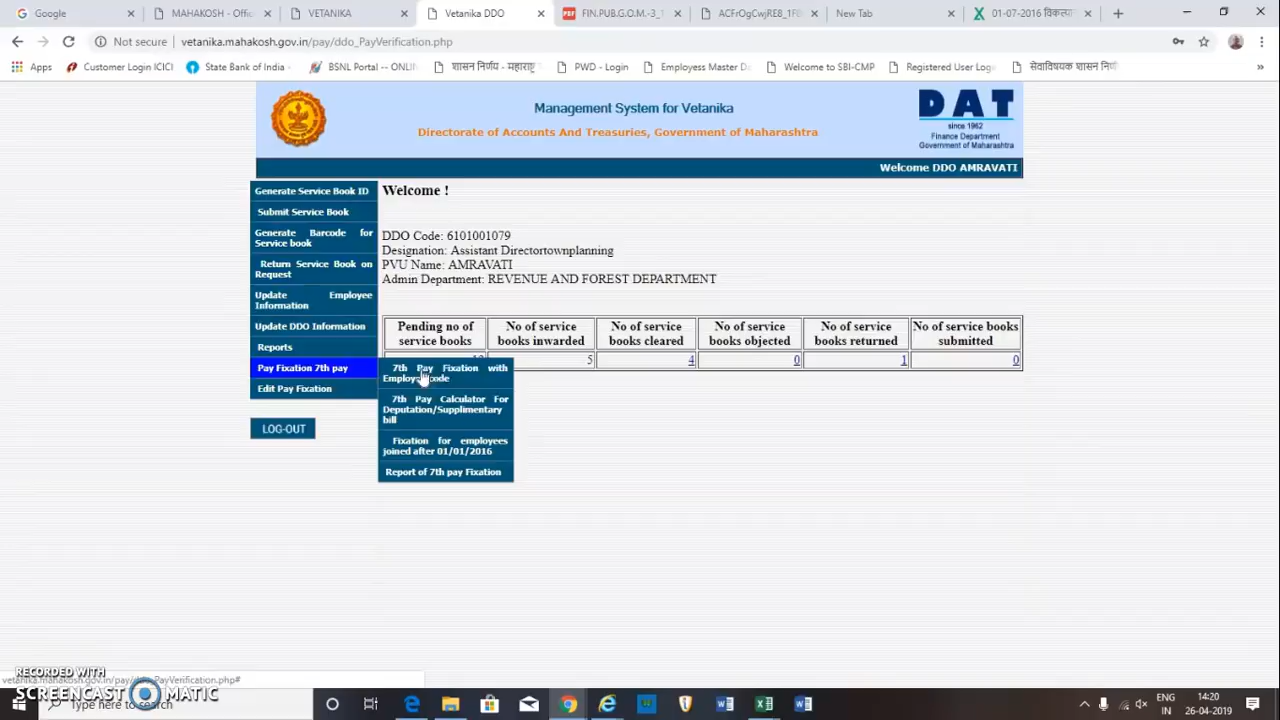 Google
MAHAKOSH - Offic
VETANIKA
Vetanika DDO
FIN.PUB.G.O.M.-3_1
ACFrOgCwjRE8_1FB
New Tab
01-07-2016
Not secure
vetanika.mahakosh.gov.in/pay/ddo_PayVerification.php
Apps
Customer Login ICICI
State Bank of India -
BSNL Portal -- ONLI
शासन निर्णय - महाराष्ट्र
PWD - Login
Employess Master D
Welcome to SBI-CMP
Registered User Log
सेवाविषयक शासन
»
Management System for Vetanika
Directorate of Accounts And Treasuries, Government of Maharashtra
DAT
since 1962
Finance Department
Government of Maharashtra
Welcome DDO AMRAVATI
Generate Service Book ID
Submit Service Book
Generate Barcode for
Service book
Return Service Book on
Request
Update Employee
Information
Update DDO Information
Reports
Pay Fixation 7th pay
Edit Pay Fixation
LOG-OUT
Welcome !
DDO Code: 6101001079
Designation: Assistant Directortownplanning
PVU Name: AMRAVATI
Admin Department: REVENUE AND FOREST DEPARTMENT
Pending no of
service books
No of service
books inwarded
No of service
books cleared
No of service
books objected
No of service
books returned
No of service books
submitted
5
4
0
1
0
7th Pay Fixation with
7th Pay Calculator For
Deputation/Supplimentary
bill
Fixation for employees
joined after 01/01/2016
Report of 7th pay Fixation
RECORDED WITH
SCREENCAST MATIC
Type here to search
ENG
IN
14:20
26-04-2019